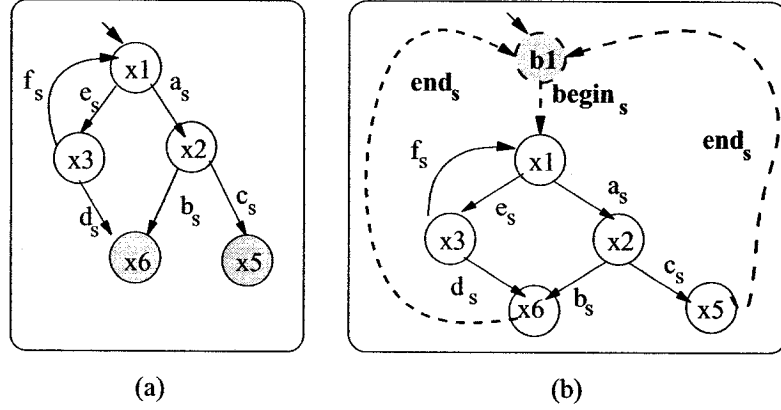 x1
f_s
e_s
a_s
x3
x2
d_s
b_s
c_s
x6
x5
(a)
b1
end_s
begin_s
end_s
x1
f_s
e_s
a_s
x3
x2
d_s
b_s
c_s
x6
x5
(b)